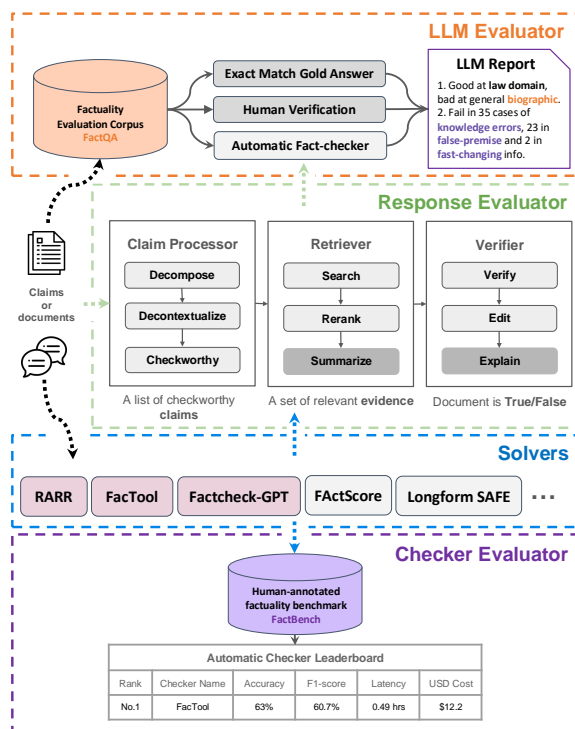 LLM Evaluator
Factuality
Evaluation Corpus
FactQA
Exact Match Gold Answer
Human Verification
Automatic Fact-checker
LLM Report
1. Good at law domain,
bad at general biographic.
2. Fail in 35 cases of
knowledge errors, 23 in
false-premise and 2 in
fast-changing info.
Response Evaluator
Claims
or
documents
Claim Processor
Decompose
Decontextualize
Checkworthy
A list of checkworthy
claims
Retriever
Search
Rerank
Summarize
A set of relevant evidence
Verifier
Verify
Edit
Explain
Document is True/False
Solvers
RARR
FacTool
Factcheck-GPT
FActScore
Longform SAFE
...
Checker Evaluator
Human-annotated
factuality benchmark
FactBench
Automatic Checker Leaderboard
Rank Checker Name Accuracy F1-score Latency USD Cost
No.1 FacTool 63% 60.7% 0.49 hrs $12.2